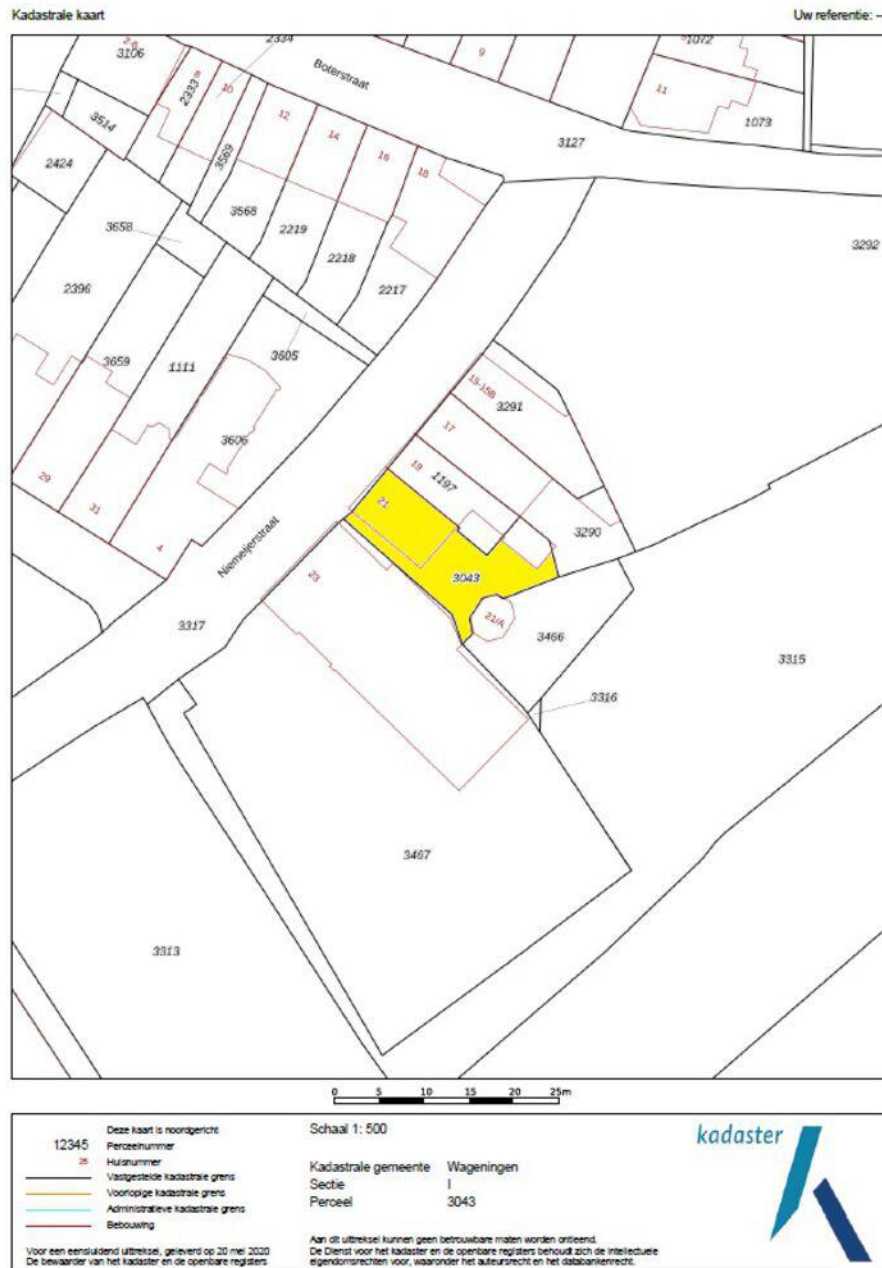 Kadastrale kaart
Uw referentie: --
2334
3106
2-6
Boterstraat
9
1072
8
2333
10
11
12
3514
14
3127
1073
16
2424
3569
18
3568
3658
2219
3292
2218
2396
2217
3605
3659
1111
15-15B
3291
3606
17
19
1197
29
31
21
4
Niemeijerstraat
3290
23
3043
3317
21/A
3466
3315
3316
3467
3313
0 5 10 15 20 25m
Deze kaart is noordgericht
12345 Perceelnummer
25 Huisnummer
Vastgestelde kadastrale grens
Voorlopige kadastrale grens
Administratieve kadastrale grens
Bebouwing
Voor een eensluidend uittreksel, geleverd op 20 mei 2020
De bewaarder van het kadaster en de openbare registers
Schaal 1: 500
Kadastrale gemeente Wageningen
Sectie I
Perceel 3043
Aan dit uittreksel kunnen geen betrouwbare maten worden ontleend.
De Dienst voor het kadaster en de openbare registers behoudt zich de intellectuele
eigendomsrechten voor, waaronder het auteursrecht en het databankenrecht.
kadaster